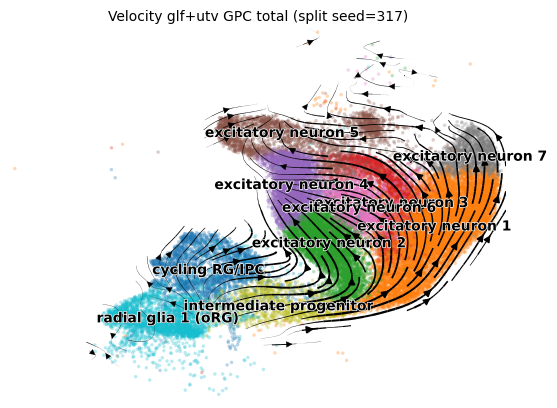 Velocity glf+utv GPC total (split seed=317)
excitatory neuron 5
excitatory neuron 7
excitatory neuron 4
excitatory neuron 3
excitatory neuron 6
excitatory neuron 1
excitatory neuron 2
cycling RG/IPC
intermediate progenitor
radial glia 1 (oRG)